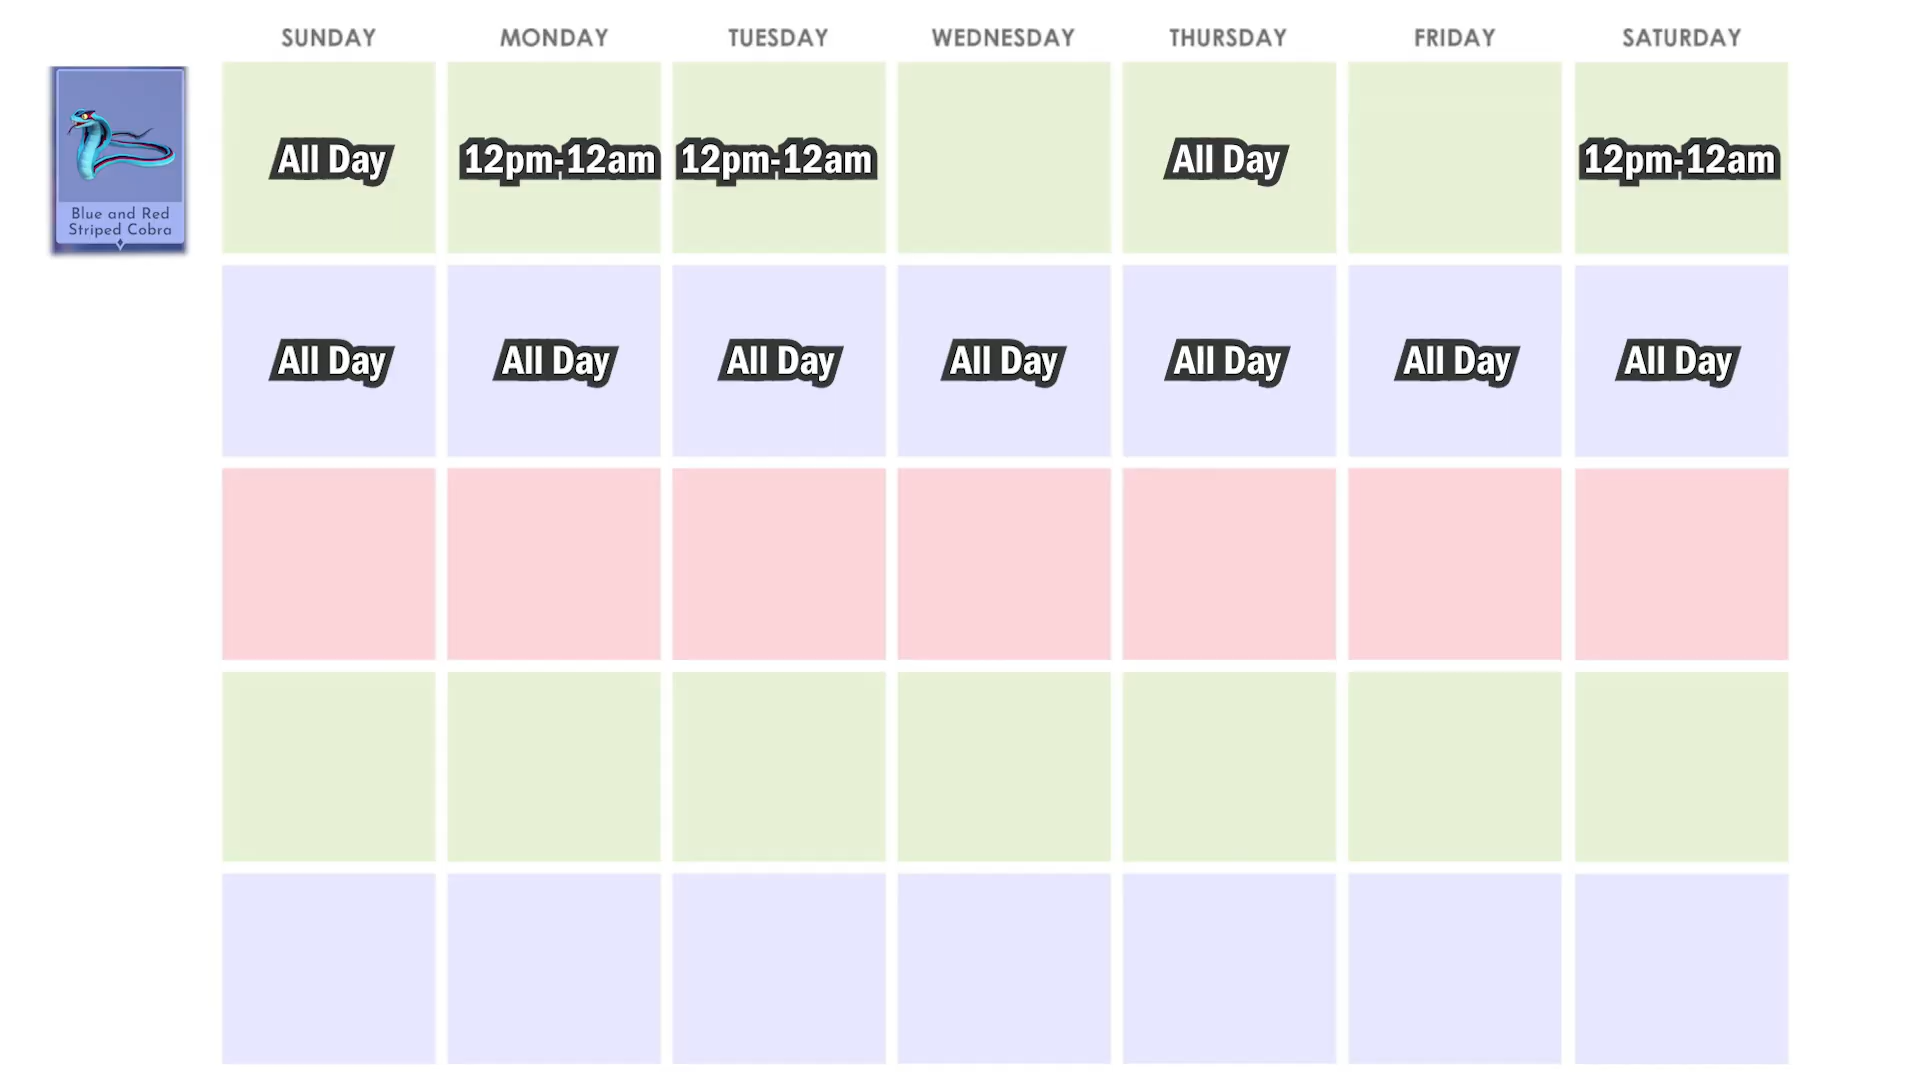 SUNDAY MONDAY TUESDAY WEDNESDAY THURSDAY FRIDAY SATURDAY
All Day 12pm-12am 12pm-12am All Day 12pm-12am
Blue and Red
Striped Cobra
All Day All Day All Day All Day All Day All Day All Day